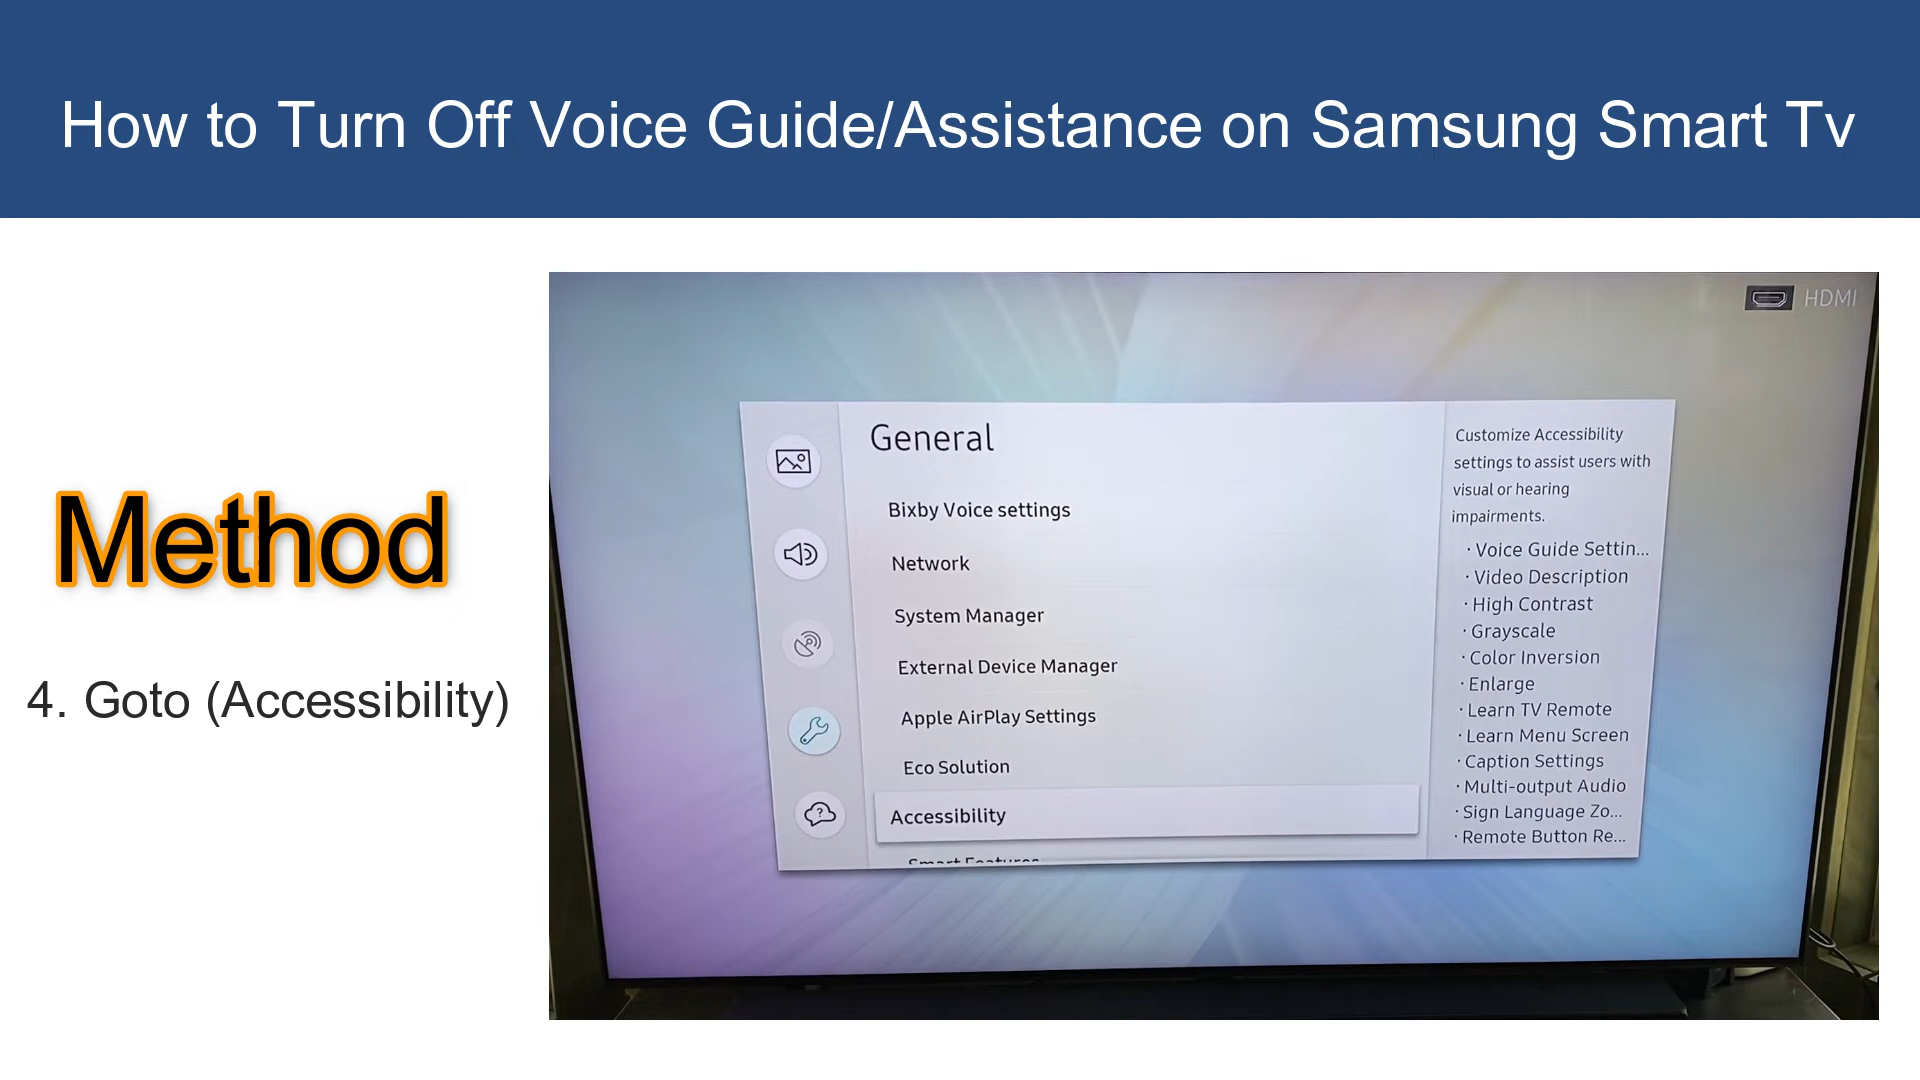 How to Turn Off Voice Guide/Assistance on Samsung Smart Tv
Method
4. Goto (Accessibility)
HDMI
General
Bixby Voice settings
Network
System Manager
External Device Manager
Apple AirPlay Settings
Eco Solution
Accessibility
Smart Features
Customize Accessibility
settings to assist users with
visual or hearing
impairments.
· Voice Guide Settin...
· Video Description
· High Contrast
· Grayscale
· Color Inversion
· Enlarge
· Learn TV Remote
· Learn Menu Screen
· Caption Settings
· Multi-output Audio
· Sign Language Zo...
· Remote Button Re...